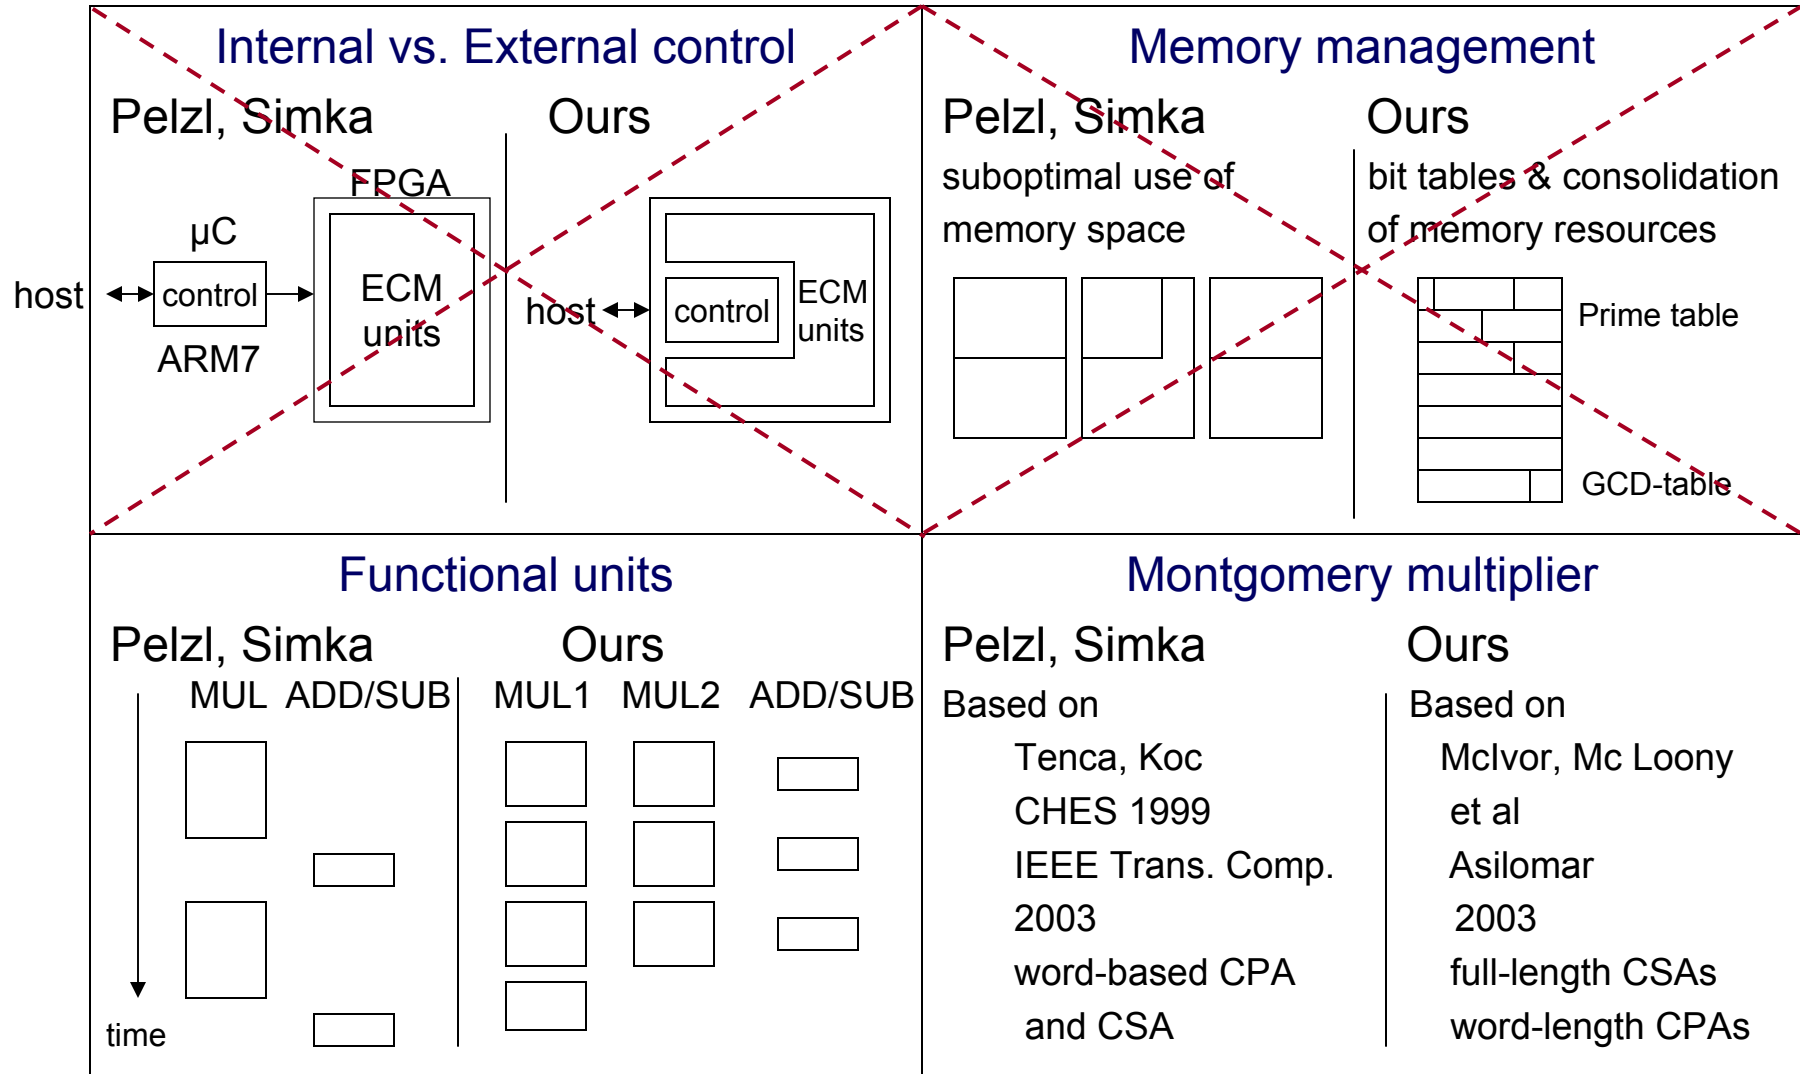 Internal vs. External control
Pelzl, Simka
Ours
FPGA
µC
host
control
ARM7
ECM
units
host
control
ECM
units
Memory management
Pelzl, Simka
Ours
suboptimal use of
memory space
bit tables & consolidation
of memory resources
Prime table
GCD-table
Functional units
Pelzl, Simka
Ours
MUL ADD/SUB
MUL1 MUL2 ADD/SUB
time
Montgomery multiplier
Pelzl, Simka
Based on
Tenca, Koc
CHES 1999
IEEE Trans. Comp.
2003
word-based CPA
and CSA
Ours
Based on
McIvor, Mc Loony
et al
Asilomar
2003
full-length CSAs
word-length CPAs